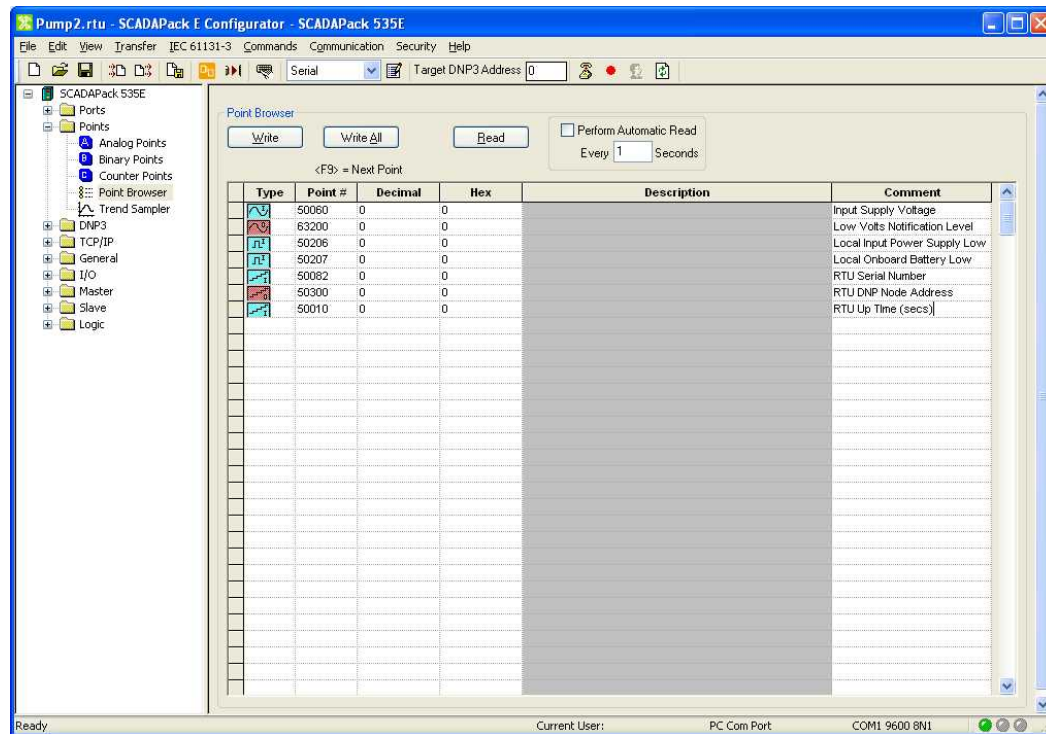 Pump2.rtu - SCADAPack E Configurator - SCADAPack 535E
File Edit View Transfer IEC 61131-3 Commands Communication Security Help
Serial Target DNP3 Address 0
SCADAPack 535E
Ports
Points
Analog Points
Binary Points
Counter Points
Point Browser
Trend Sampler
DNP3
TCP/IP
General
I/O
Master
Slave
Logic
Point Browser
Write Write All Read
Perform Automatic Read
Every 1 Seconds
<F9> = Next Point
Type Point # Decimal Hex Description Comment
50060 0 0 Input Supply Voltage
63200 0 0 Low Volts Notification Level
50206 0 0 Local Input Power Supply Low
50207 0 0 Local Onboard Battery Low
50082 0 0 RTU Serial Number
50300 0 0 RTU DNP Node Address
50010 0 0 RTU Up TIme (secs)
Ready Current User: PC Com Port COM1 9600 8N1